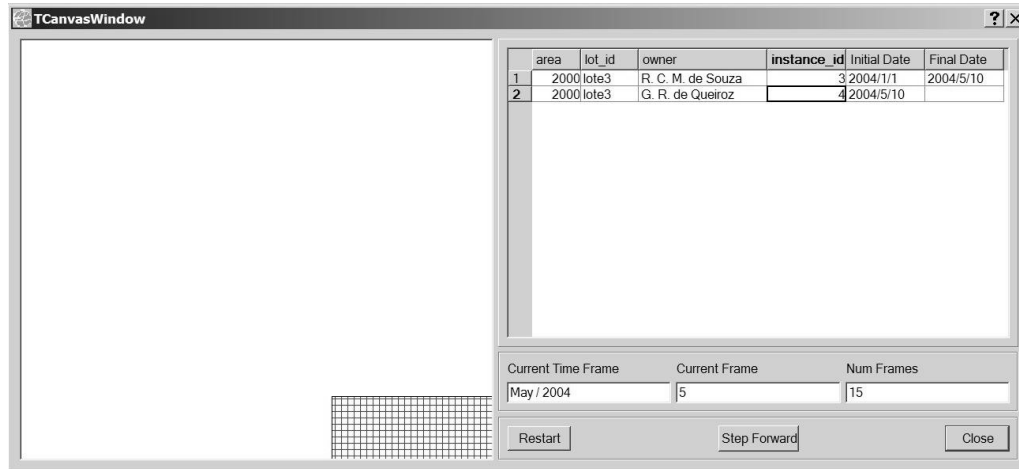 TCanvasWindow ? ×
area lot_id owner instance_id Initial Date Final Date
1 2000 lote3 R. C. M. de Souza 3 2004/1/1 2004/5/10
2 2000 lote3 G. R. de Queiroz 4 2004/5/10
Current Time Frame Current Frame Num Frames
May / 2004 5 15
Restart Step Forward Close